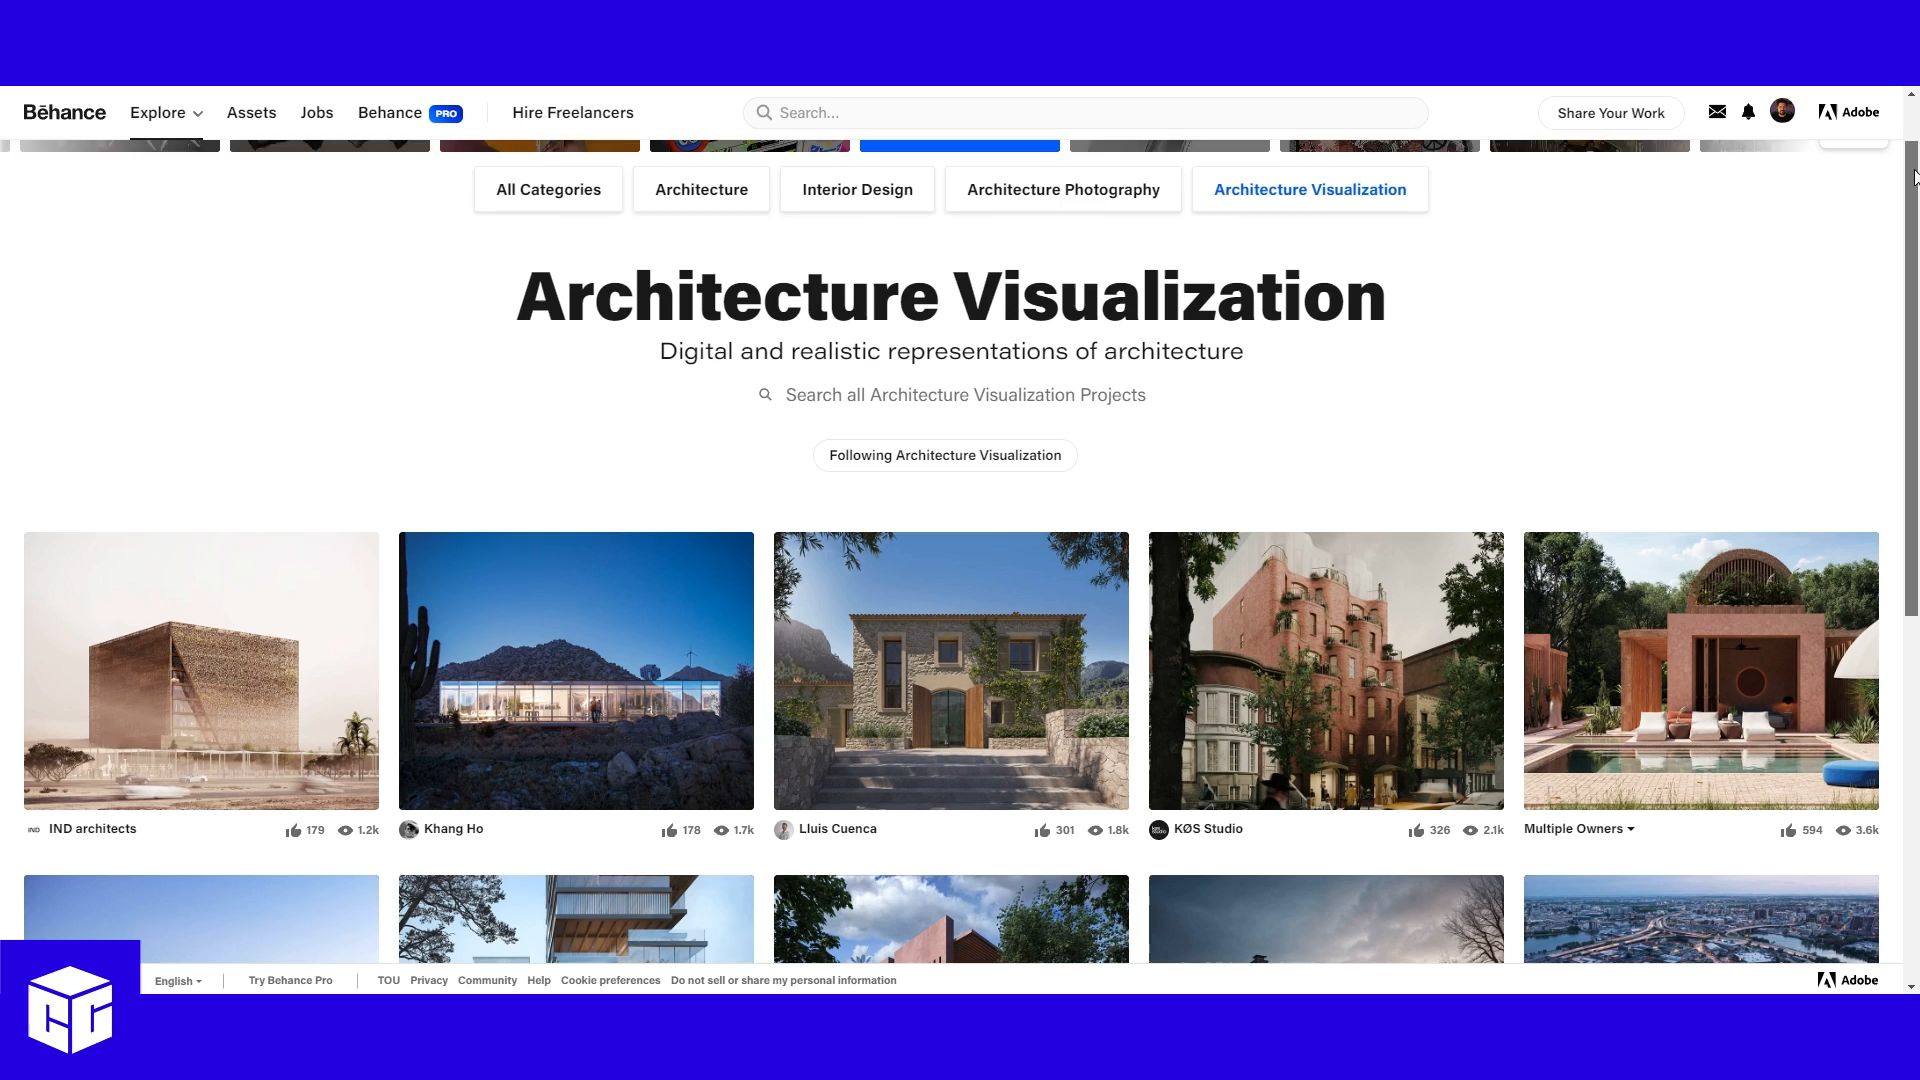 Bēhance Explore Assets Jobs Behance PRO Hire Freelancers Search... Share Your Work Adobe
All Categories Architecture Interior Design Architecture Photography Architecture Visualization
Architecture Visualization
Digital and realistic representations of architecture
Search all Architecture Visualization Projects
Following Architecture Visualization
IND IND architects 179 1.2k Khang Ho 178 1.7k Lluis Cuenca 301 1.8k KØS Studio 326 2.1k Multiple Owners 594 3.6k
English Try Behance Pro TOU Privacy Community Help Cookie preferences Do not sell or share my personal information Adobe